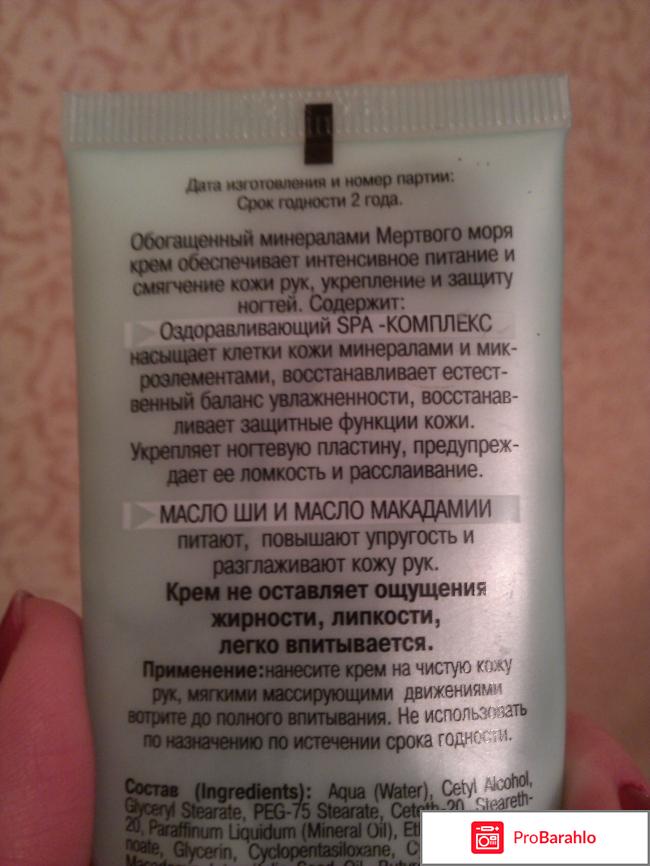 Дата изготовления и номер партии:
Срок годности 2 года.
Обогащенный минералами Мертвого моря
крем обеспечивает интенсивное питание и
смягчение кожи рук, укрепление и защиту
ногтей. Содержит:
Оздоравливающий SPA -КОМПЛЕКС
насыщает клетки кожи минералами и мик-
роэлементами, восстанавливает естест-
венный баланс увлажненности, восстанав-
ливает защитные функции кожи.
Укрепляет ногтевую пластину, предупреж-
дает ее ломкость и расслаивание.
МАСЛО ШИ И МАСЛО МАКАДАМИИ
питают, повышают упругость и
разглаживают кожу рук.
Крем не оставляет ощущения
жирности, липкости,
легко впитывается.
Применение:нанесите крем на чистую кожу
рук, мягкими массирующими движениями
вотрите до полного впитывания. Не использовать
по назначению по истечении срока годности.
Состав (Ingredients): Aqua (Water), Cetyl Alcohol,
Glyceryl Stearate, PEG-75 Stearate, Ceteth-20, Steareth-
20, Paraffinum Liquidum (Mineral Oil),
noate, Glycerin, Cyclopentasiloxane,
ProBarahlo